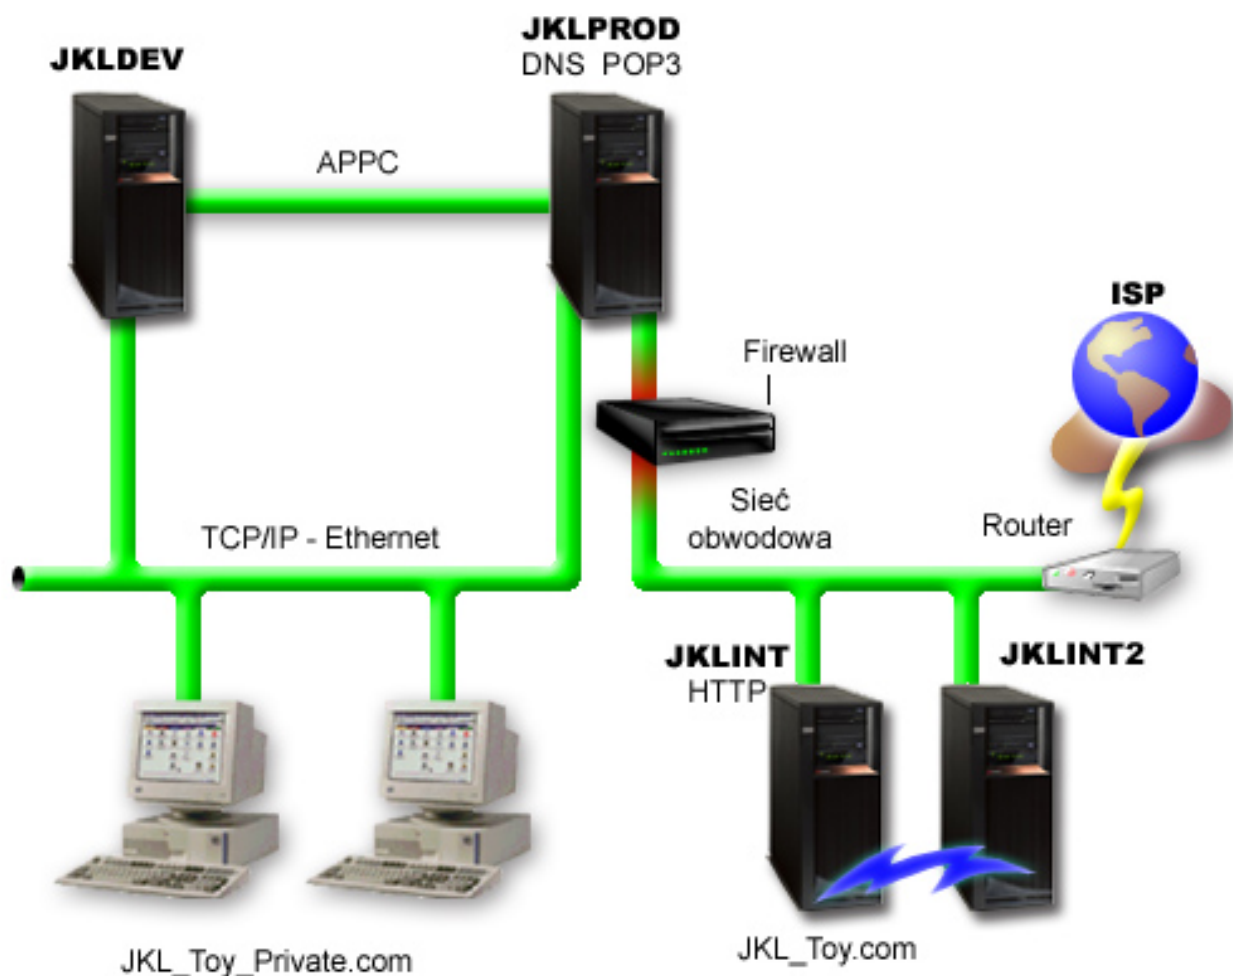 JKLDEV
JKLPROD
DNS POP3
APPC
ISP
Firewall
Sieć
obwodowa
Router
TCP/IP - Ethernet
JKLINT
HTTP
JKLINT2
JKL_Toy_Private.com
JKL_Toy.com